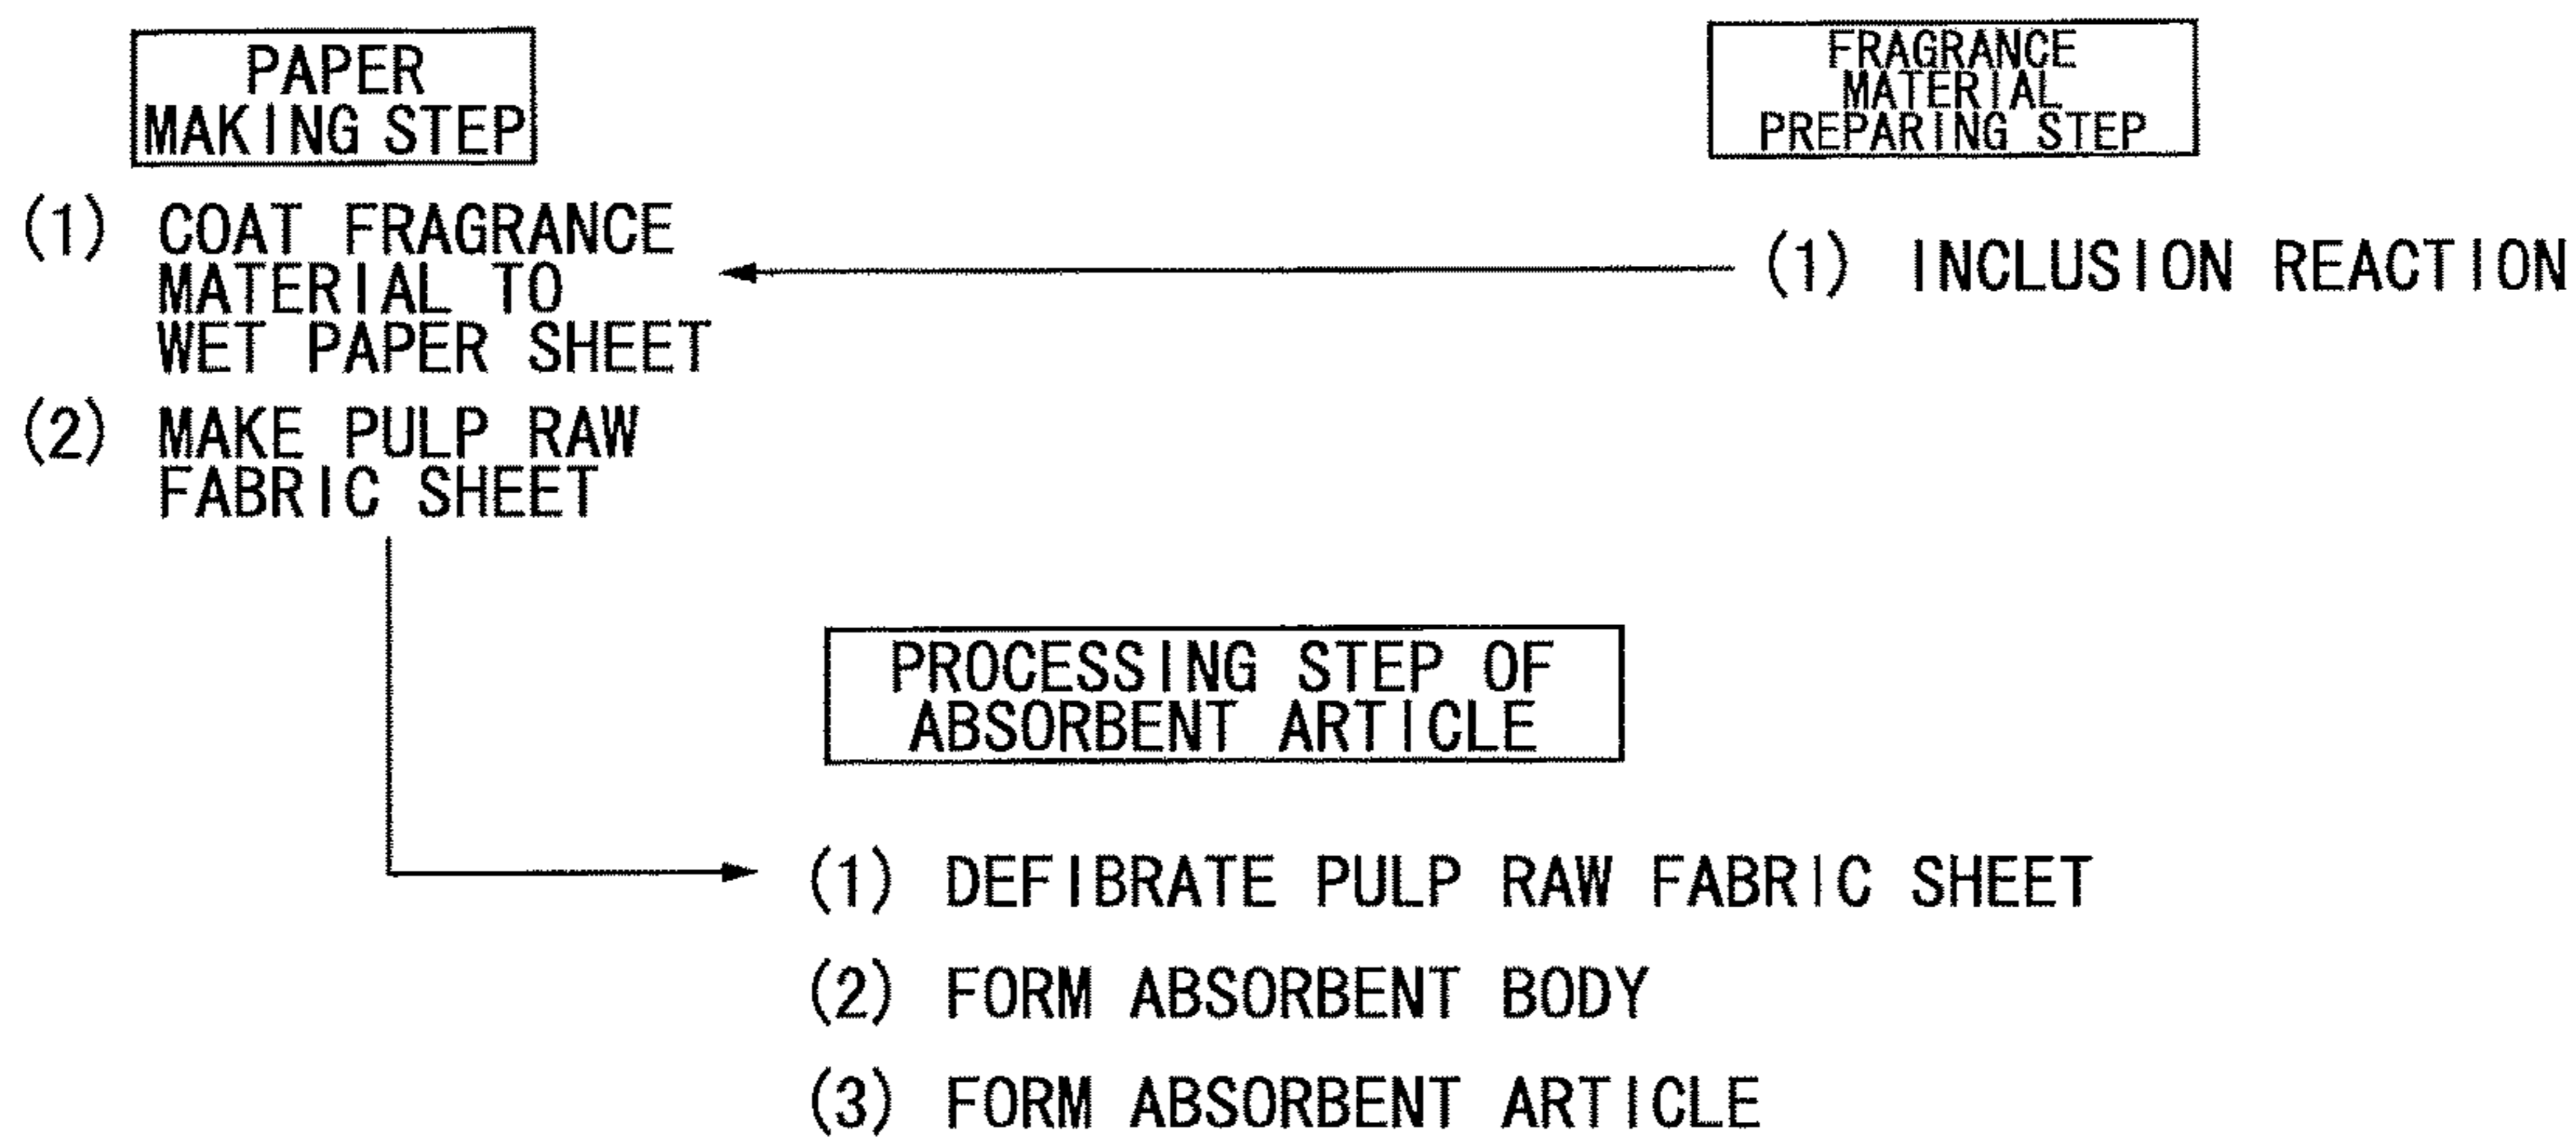 PAPER
MAKING STEP
(1) COAT FRAGRANCE
MATERIAL TO
WET PAPER SHEET
(2) MAKE PULP RAW
FABRIC SHEET
FRAGRANCE
MATERIAL
PREPARING STEP
(1) INCLUSION REACTION
PROCESSING STEP OF
ABSORBENT ARTICLE
(1) DEFIBRATE PULP RAW FABRIC SHEET
(2) FORM ABSORBENT BODY
(3) FORM ABSORBENT ARTICLE